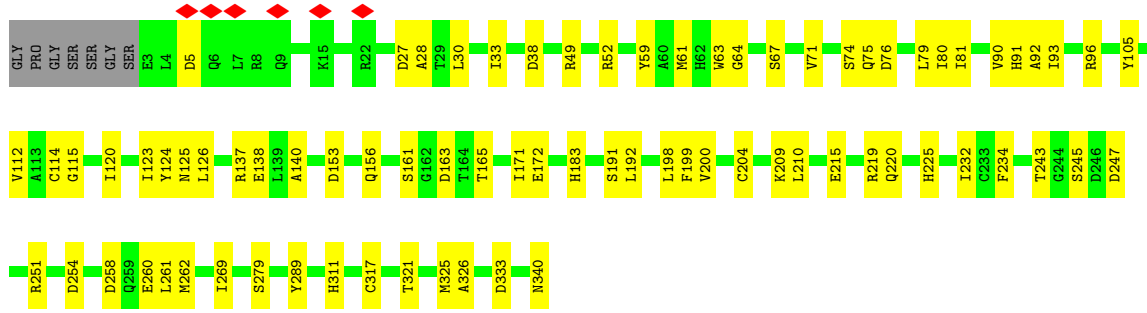 GLY PRO GLY SER SER GLY SER E3 L4 D5 Q6 L7 R8 Q9 K15 R22 D27 A28 T29 L30 I33 D38 R49 R52 Y59 A60 M61 H62 W63 G64 S67 V71 S74 Q75 D76 L79 I80 I81 V90 H91 A92 I93 R96 Y105
V112 A113 C114 G115 I120 I123 Y124 N125 L126 R137 E138 L139 A140 D153 Q156 S161 G162 D163 T164 T165 I171 E172 H183 S191 L192 L198 F199 V200 C204 K209 L210 E215 R219 Q220 H225 I232 C233 F234 T243 G244 S245 D246 D247
R251 D254 D258 Q259 E260 L261 M262 I269 S279 Y289 H311 C317 T321 M325 A326 D333 N340